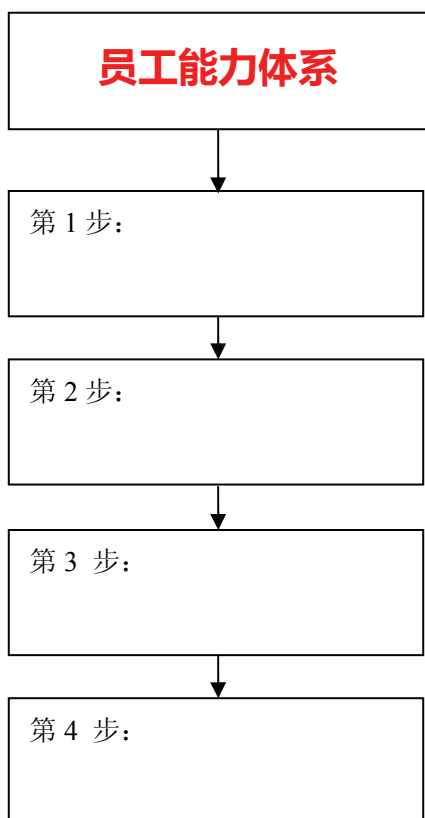 员工能力体系
第 1 步：
第 2 步：
第 3 步：
第 4 步：